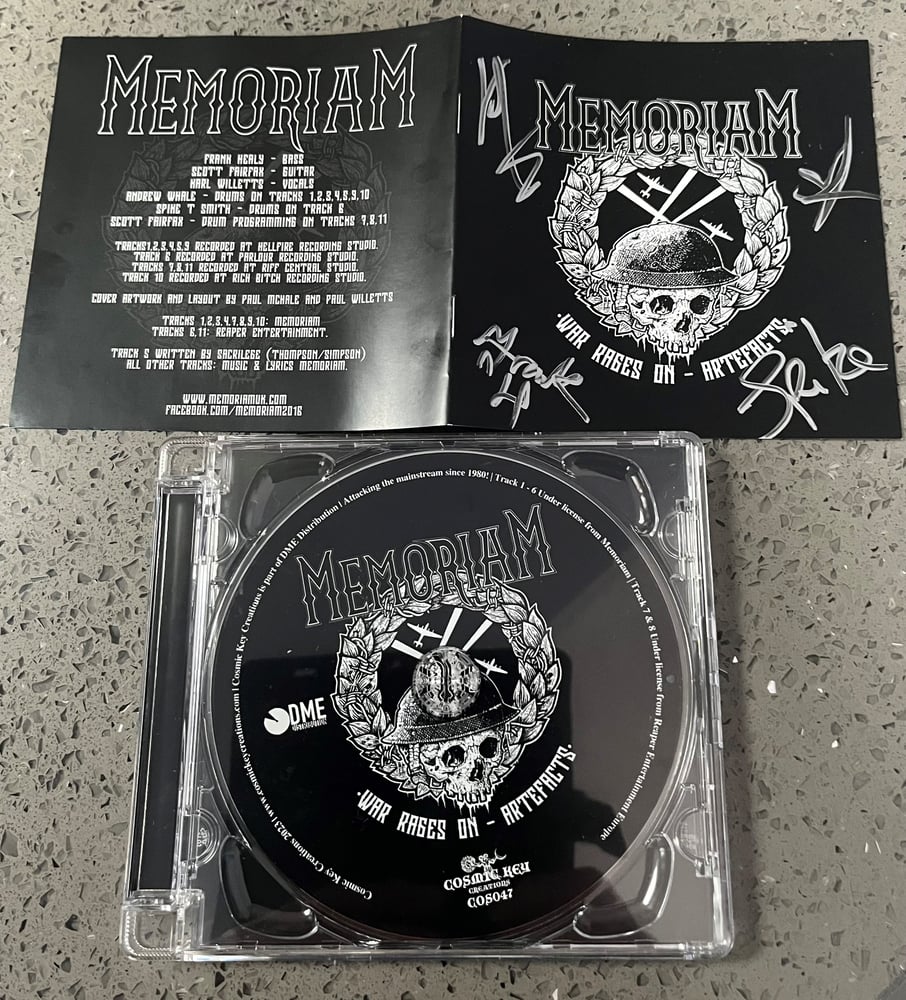 MEMORIAM
FRANK HEALY - BASS
SCOTT FAIRFAX - GUITAR
KARL WILLETTS - VOCALS
ANDREW WHALE - DRUMS ON TRACKS 1,2,3,4,5,9,10
SPIKE T SMITH - DRUMS ON TRACK 6
SCOTT FAIRFAX - DRUM PROGRAMMING ON TRACKS 7,8,11
TRACKS1,2,3,4,5,9 RECORDED AT HELLFIRE RECORDING STUDIO.
TRACK 6 RECORDED AT PARLOUR RECORDING STUDIO.
TRACKS 7,8,11 RECORDED AT RIFF CENTRAL STUDIO.
TRACK 10 RECORDED AT RICH BITCH RECORDING STUDIO.
COVER ARTWORK AND LAYOUT BY PAUL MCHALE AND PAUL WILLETTS
TRACKS 1,2,3,4,7,8,9,10: MEMORIAM
TRACKS 6,11: REAPER ENTERTAINMENT.
TRACK 5 WRITTEN BY SACRILEGE (THOMPSON/SIMPSON)
ALL OTHER TRACKS: MUSIC & LYRICS MEMORIAM.
WWW.MEMORIAMUK.COM
FACEBOOK.COM/MEMORIAM2016
MEMORIAM
·WAR RAGES ON - ARTEFACTS·
Frank
Spike
Cosmic Key Creations 2023 | www.cosmickeycreations.com | Cosmic Key Creations is part of DME Distribution | Attacking the mainstream since 1980! | Track 1 - 6 Under license from Memoriam | Track 7 & 8 Under license from Reaper Entertainment Europe
MEMORIAM
DME
·WAR RAGES ON - ARTEFACTS·
COSMIC KEY
CREATIONS
COS047